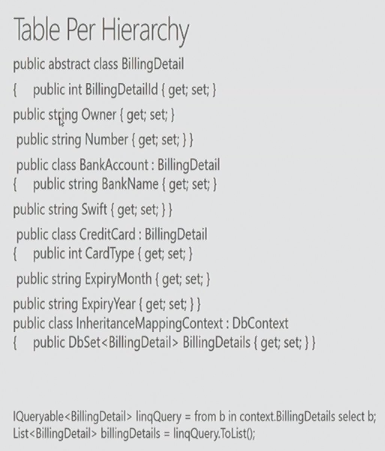 Table Per Hierarchy
public abstract class BillingDetail
{ public int BillingDetailId { get; set; }
public string Owner { get; set; }
public string Number { get; set; } }
public class BankAccount : BillingDetail
{ public string BankName { get; set; }
public string Swift { get; set; } }
public class CreditCard : BillingDetail
{ public int CardType { get; set; }
public string ExpiryMonth { get; set; }
public string ExpiryYear { get; set; } }
public class InheritanceMappingContext : DbContext
{ public DbSet<BillingDetail> BillingDetails { get; set; } }
IQueryable<BillingDetail> linqQuery = from b in context.BillingDetails select b;
List<BillingDetail> billingDetails = linqQuery.ToList();